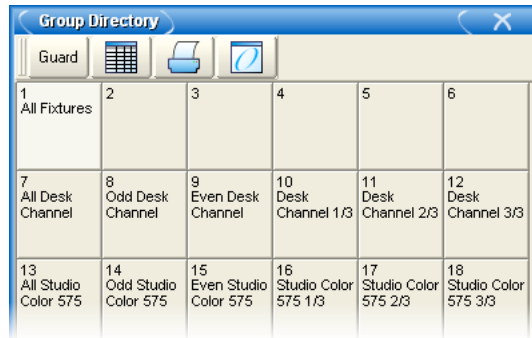 Group Directory
Guard
1
All Fixtures
2
3
4
5
6
7
All Desk
Channel
8
Odd Desk
Channel
9
Even Desk
Channel
10
Desk
Channel 1/3
11
Desk
Channel 2/3
12
Desk
Channel 3/3
13
All Studio
Color 575
14
Odd Studio
Color 575
15
Even Studio
Color 575
16
Studio Color
575 1/3
17
Studio Color
575 2/3
18
Studio Color
575 3/3